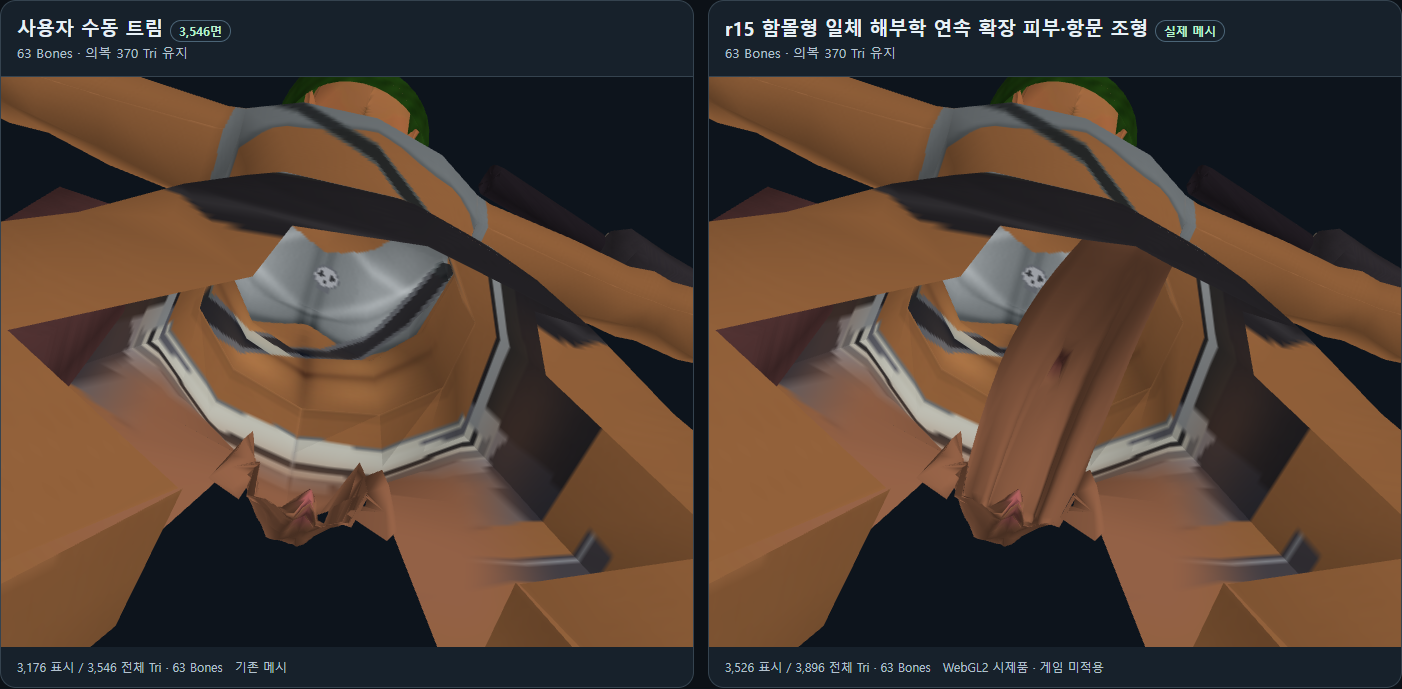 사용자 수동 트림 3,546면
63 Bones · 의복 370 Tri 유지
3,176 표시 / 3,546 전체 Tri · 63 Bones 기존 메시
r15 함몰형 일체 해부학 연속 확장 피부·항문 조형 실제 메시
63 Bones · 의복 370 Tri 유지
3,526 표시 / 3,896 전체 Tri · 63 Bones WebGL2 시제품 · 게임 미적용